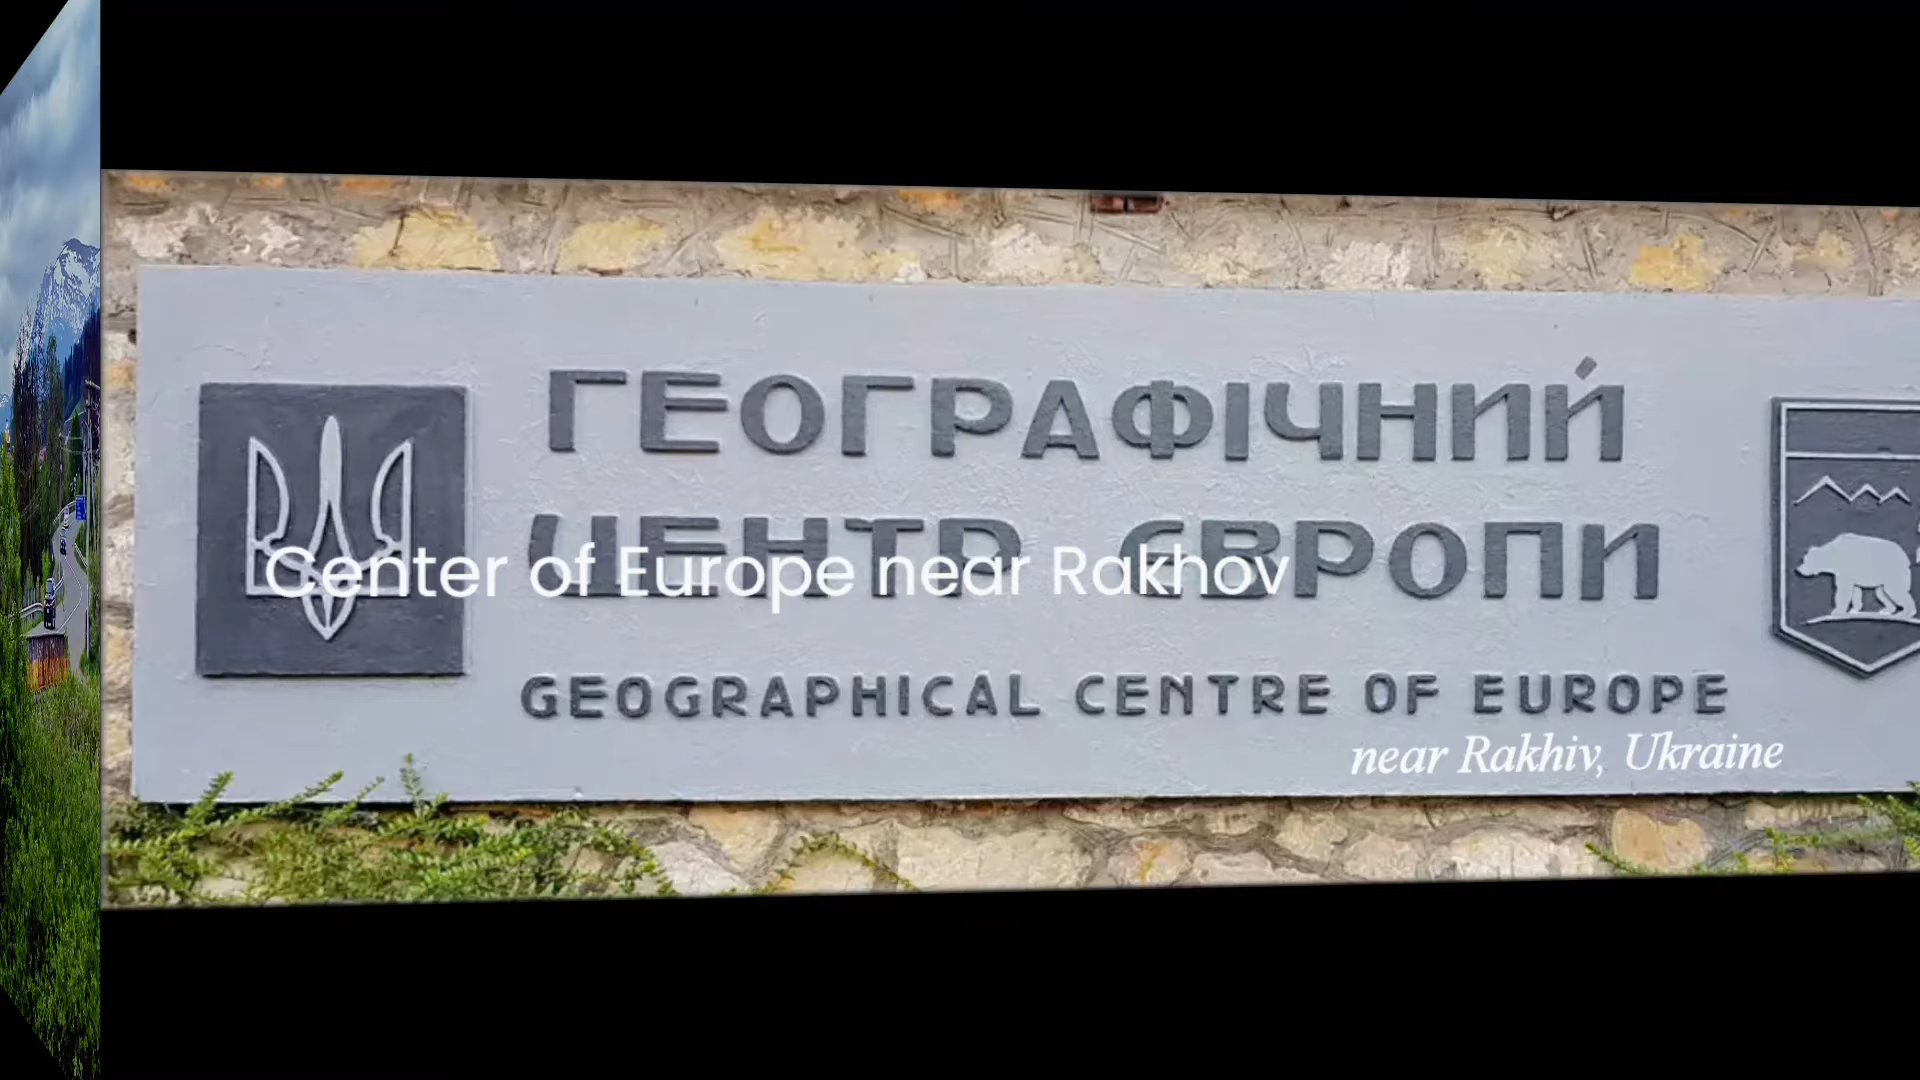 ГЕОГРАФІЧНИЙ
ЦЕНТР ЄВРОПИ
Center of Europe near Rakhov
GEOGRAPHICAL CENTRE OF EUROPE
near Rakhiv, Ukraine